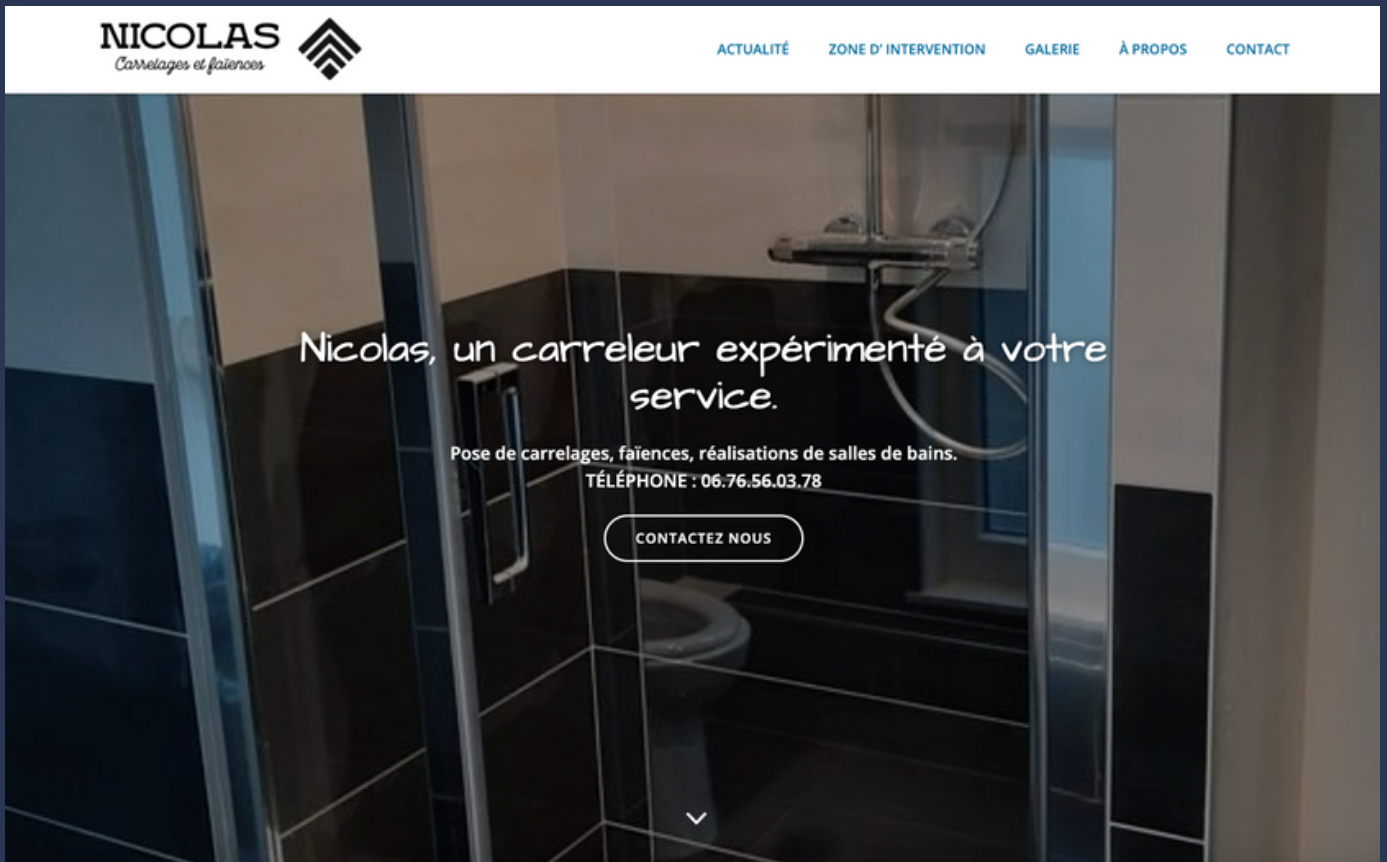 NICOLAS
Carrelages et faïences
ACTUALITÉ
ZONE D' INTERVENTION
GALERIE
À PROPOS
CONTACT
Nicolas, un carreleur expérimenté à votre
service.
Pose de carrelages, faïences, réalisations de salles de bains.
TÉLÉPHONE : 06.76.56.03.78
CONTACTEZ NOUS